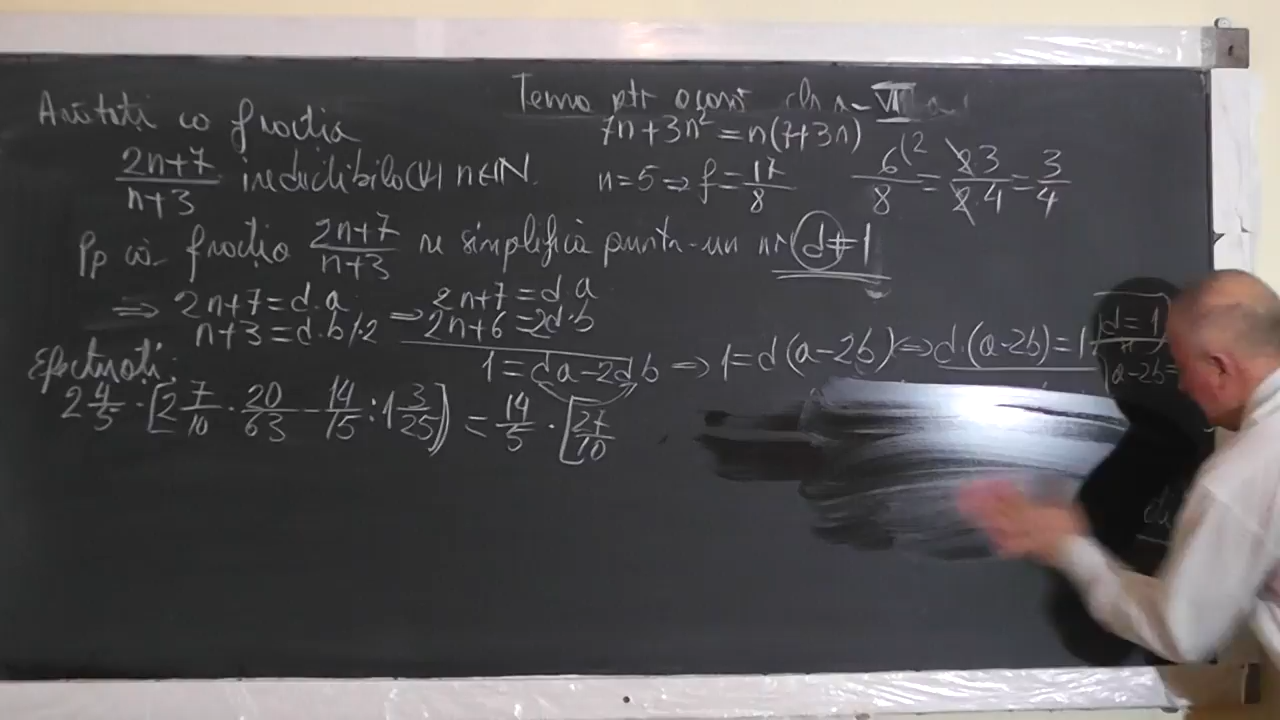 Tema ptr VI
Arătați că fracția
7n+3n² = n(7+3n)
2n+7/n+3 ireductibilă (∀) n∈N. n=5 ⇒ f = 17/8 6/8 (2 = 2·3/2·4 = 3/4
Pp că fracția 2n+7/n+3 se simplifică printr-un nr d≠1
⇒ 2n+7 = d·a ⇒ 2n+7 = d·a
n+3 = d·b /·2 2n+6 = 2d·b
1 = da-2db ⇒ 1 = d(a-2b) ⇒ d·(a-2b) = 1 d=1
a-2b=
Efectuați:
2 4/5 · [2 7/10 · 20/63 - 14/15 : 1 3/25] = 14/5 · [27/10